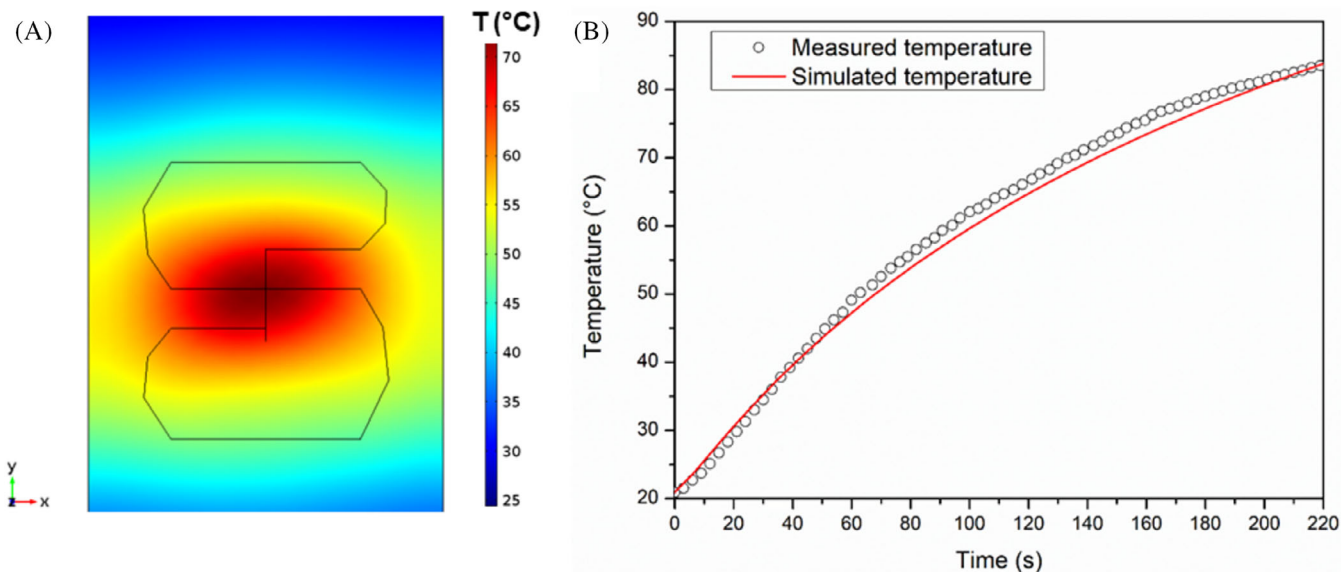 (A)
T (°C)
70
65
60
55
50
45
40
35
30
25
y
z
x
(B)
Measured temperature
Simulated temperature
90
80
70
60
50
40
30
20
Temperature (°C)
0 20 40 60 80 100 120 140 160 180 200 220
Time (s)